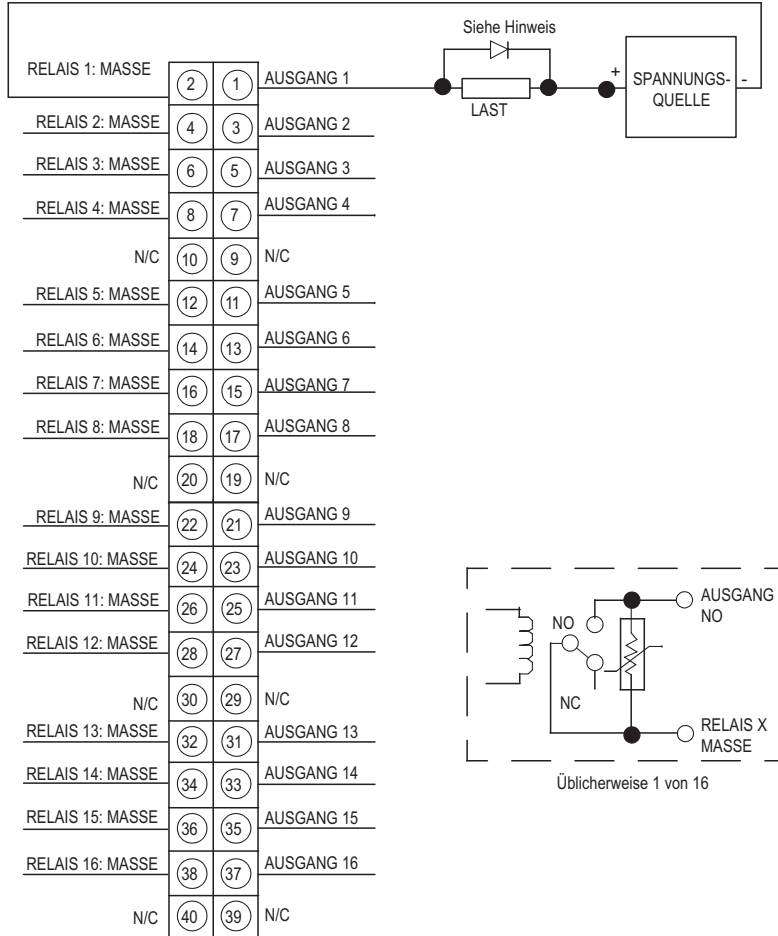 Siehe Hinweis
RELAIS 1: MASSE 2 1 AUSGANG 1
LAST
+ SPANNUNGS- -
QUELLE
RELAIS 2: MASSE 4 3 AUSGANG 2
RELAIS 3: MASSE 6 5 AUSGANG 3
RELAIS 4: MASSE 8 7 AUSGANG 4
N/C 10 9 N/C
RELAIS 5: MASSE 12 11 AUSGANG 5
RELAIS 6: MASSE 14 13 AUSGANG 6
RELAIS 7: MASSE 16 15 AUSGANG 7
RELAIS 8: MASSE 18 17 AUSGANG 8
N/C 20 19 N/C
RELAIS 9: MASSE 22 21 AUSGANG 9
RELAIS 10: MASSE 24 23 AUSGANG 10
RELAIS 11: MASSE 26 25 AUSGANG 11
RELAIS 12: MASSE 28 27 AUSGANG 12
N/C 30 29 N/C
RELAIS 13: MASSE 32 31 AUSGANG 13
RELAIS 14: MASSE 34 33 AUSGANG 14
RELAIS 15: MASSE 36 35 AUSGANG 15
RELAIS 16: MASSE 38 37 AUSGANG 16
N/C 40 39 N/C
AUSGANG
NO
NO
NC
RELAIS X
MASSE
Üblicherweise 1 von 16